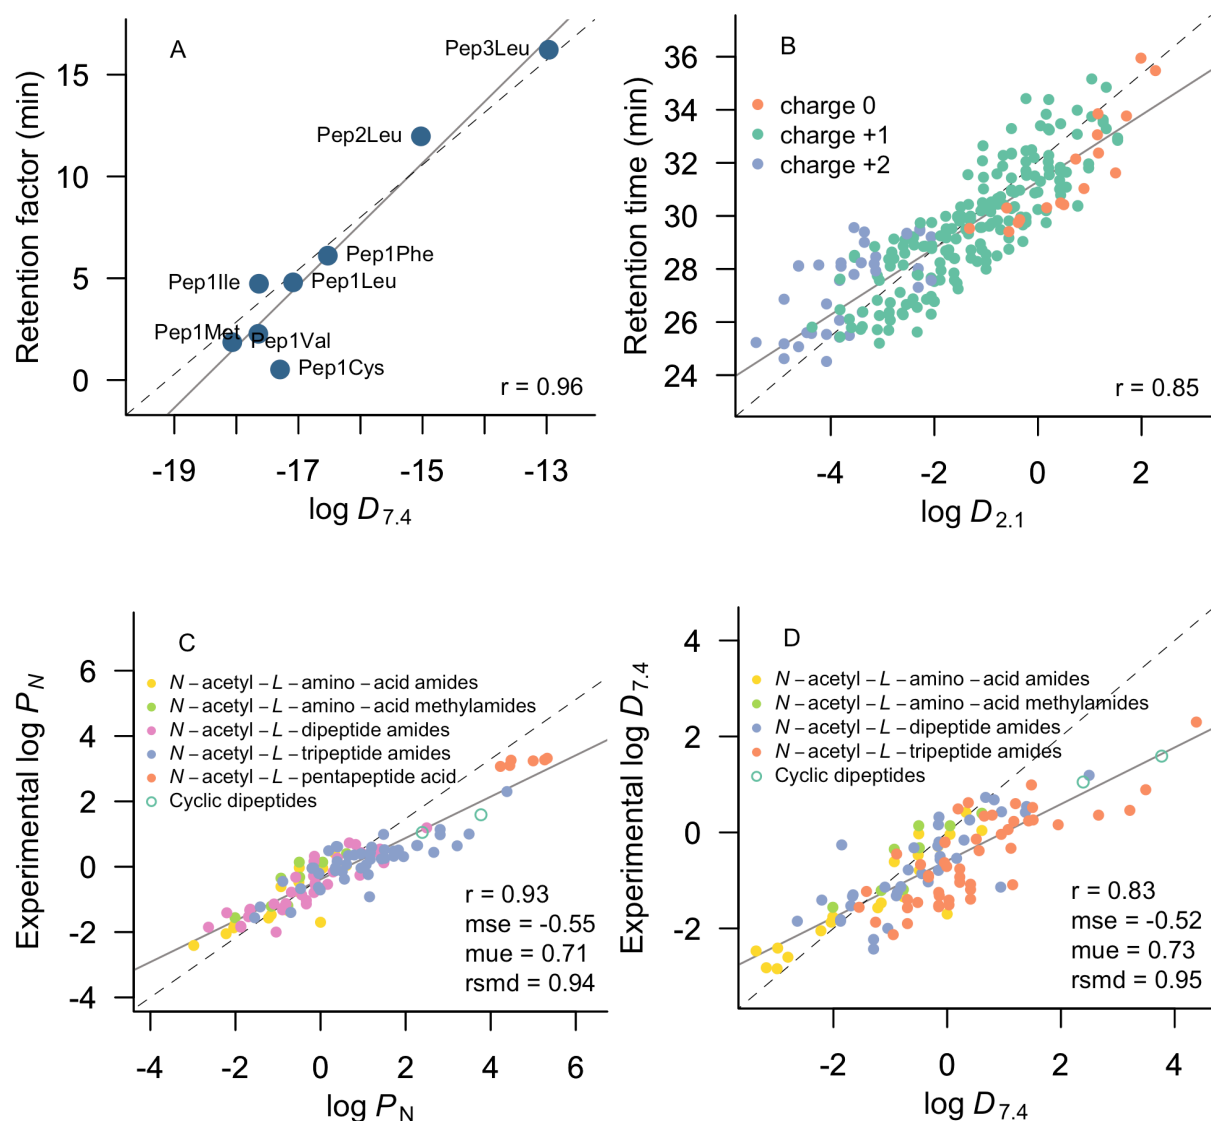 A
Retention factor (min)
15
10
5
0
Pep3Leu
Pep2Leu
Pep1Phe
Pep1Ile
Pep1Leu
Pep1Met
Pep1Val
Pep1Cys
r = 0.96
-19
-17
-15
-13
log D7.4
B
Retention time (min)
36
34
32
30
28
26
24
charge 0
charge +1
charge +2
r = 0.85
-4
-2
0
2
log D2.1
C
Experimental log PN
6
4
2
0
-2
-4
N-acetyl-L-amino-acid amides
N-acetyl-L-amino-acid methylamides
N-acetyl-L-dipeptide amides
N-acetyl-L-tripeptide amides
N-acetyl-L-pentapeptide acid
Cyclic dipeptides
r = 0.93
mse = -0.55
mue = 0.71
rsmd = 0.94
-4
-2
0
2
4
6
log PN
D
Experimental log D7.4
4
2
0
-2
N-acetyl-L-amino-acid amides
N-acetyl-L-amino-acid methylamides
N-acetyl-L-dipeptide amides
N-acetyl-L-tripeptide amides
Cyclic dipeptides
r = 0.83
mse = -0.52
mue = 0.73
rsmd = 0.95
-2
0
2
4
log D7.4